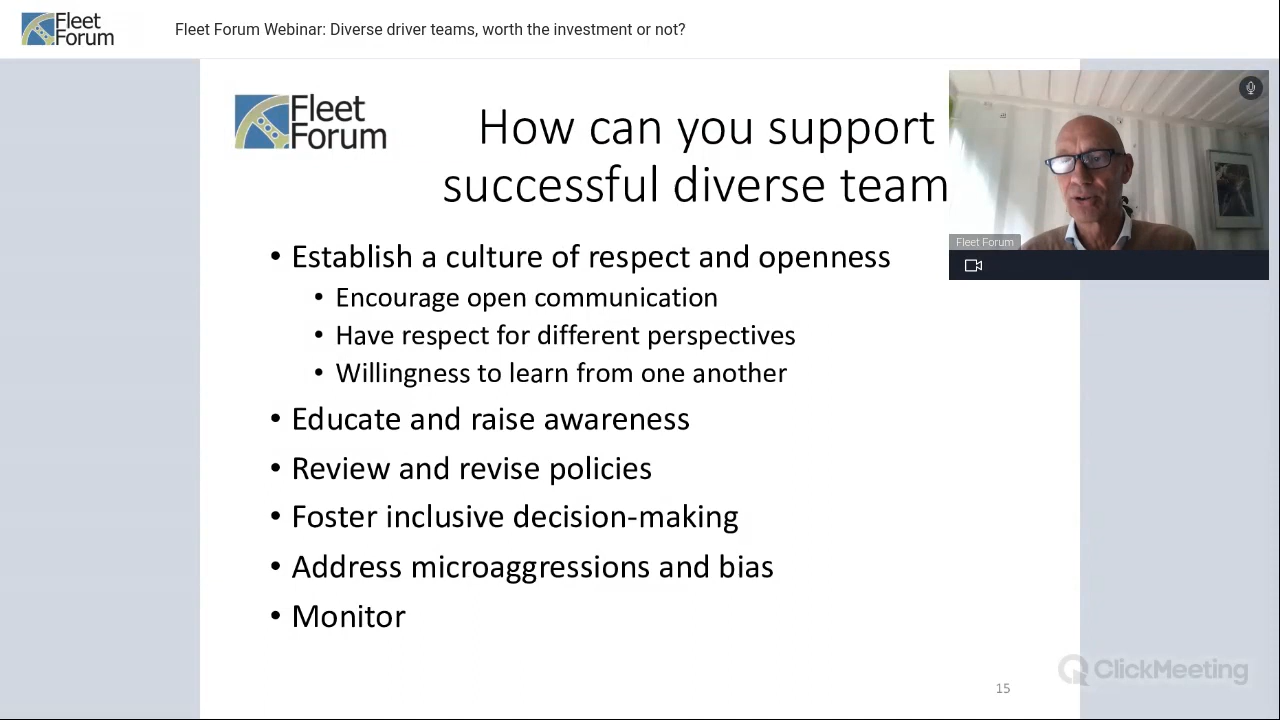 Fleet
Forum
Fleet Forum Webinar: Diverse driver teams, worth the investment or not?
Fleet
Forum
How can you support
successful diverse team
Fleet Forum
• Establish a culture of respect and openness
• Encourage open communication
• Have respect for different perspectives
• Willingness to learn from one another
• Educate and raise awareness
• Review and revise policies
• Foster inclusive decision-making
• Address microaggressions and bias
• Monitor
ClickMeeting
15